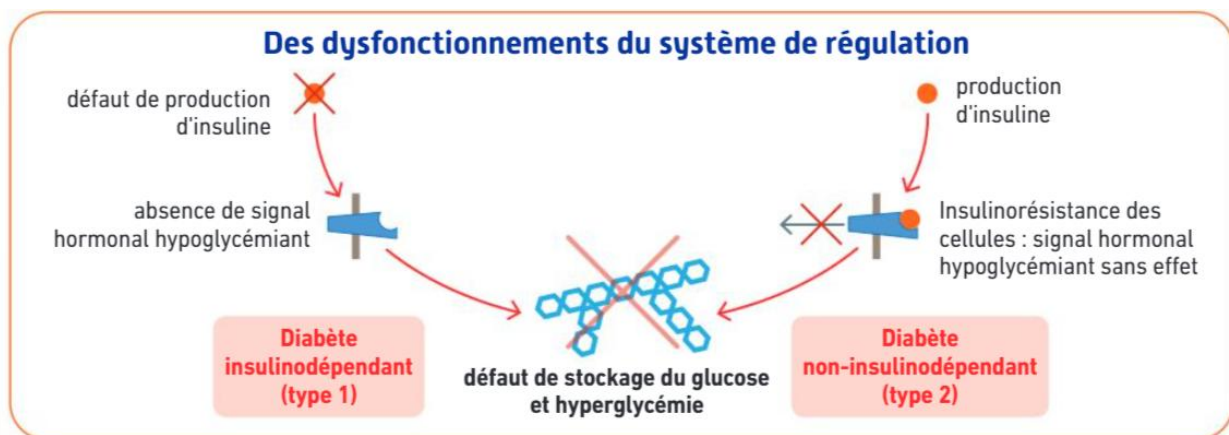 Des dysfonctionnements du système de régulation
défaut de production
d'insuline
production
d'insuline
absence de signal
hormonal hypoglycémiant
Insulinorésistance des
cellules : signal hormonal
hypoglycémiant sans effet
Diabète
insulinodépendant
(type 1)
défaut de stockage du glucose
et hyperglycémie
Diabète
non-insulinodépendant
(type 2)